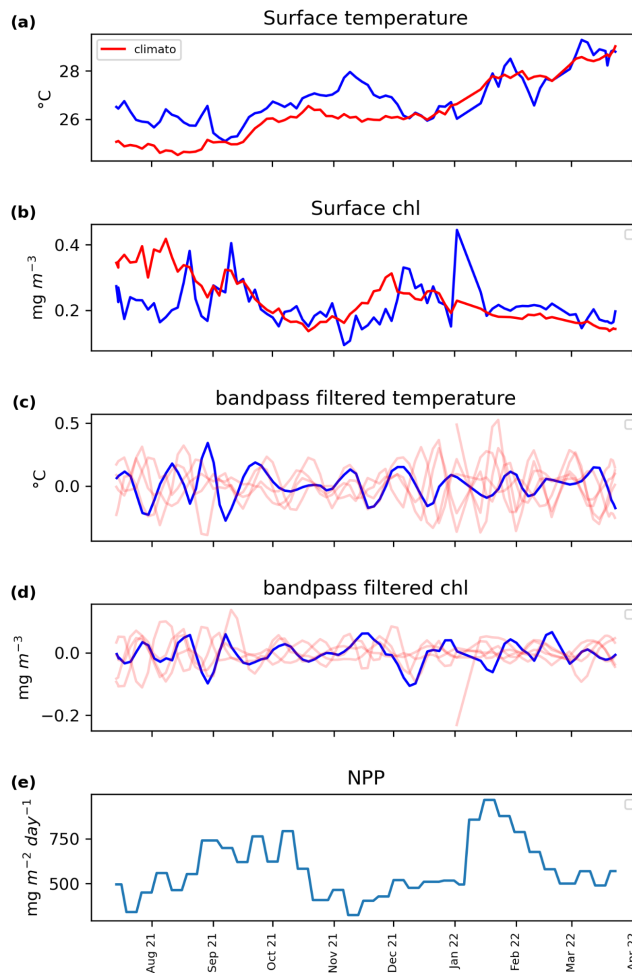 (a)
Surface temperature
climato
°C
28
26
(b)
Surface chl
mg m⁻³
0.4
0.2
(c)
bandpass filtered temperature
°C
0.5
0.0
(d)
bandpass filtered chl
mg m⁻³
0.0
−0.2
(e)
NPP
mg m⁻² day⁻¹
750
500
Aug 21
Sep 21
Oct 21
Nov 21
Dec 21
Jan 22
Feb 22
Mar 22